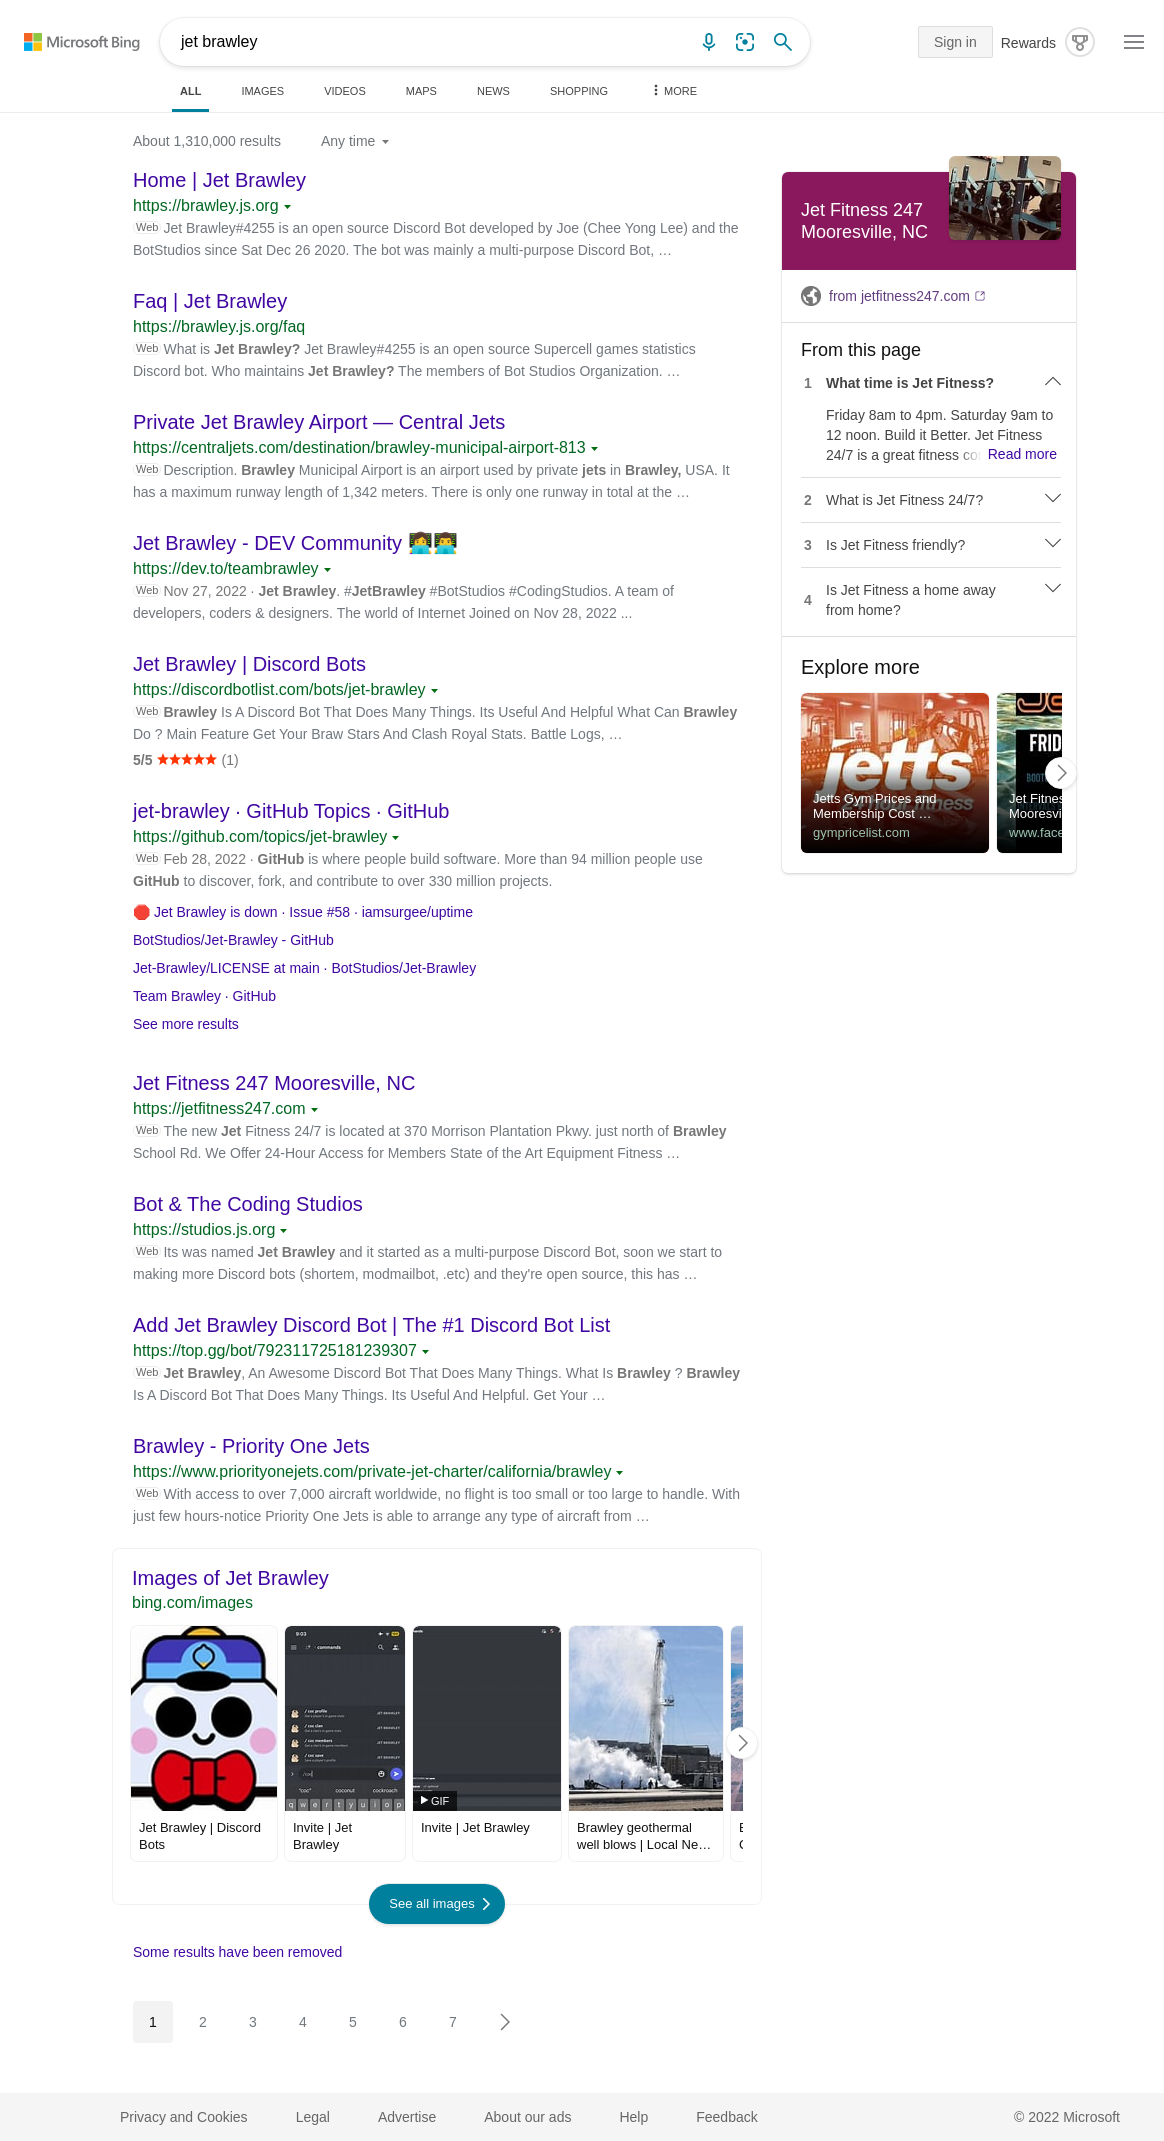 Microsoft Bing
jet brawley
Sign in
Rewards
ALL
IMAGES
VIDEOS
MAPS
NEWS
SHOPPING
MORE
About 1,310,000 results
Any time
Home | Jet Brawley
https://brawley.js.org
Web Jet Brawley#4255 is an open source Discord Bot developed by Joe (Chee Yong Lee) and the
BotStudios since Sat Dec 26 2020. The bot was mainly a multi-purpose Discord Bot, …
Faq | Jet Brawley
https://brawley.js.org/faq
Web What is Jet Brawley? Jet Brawley#4255 is an open source Supercell games statistics
Discord bot. Who maintains Jet Brawley? The members of Bot Studios Organization. …
Private Jet Brawley Airport — Central Jets
https://centraljets.com/destination/brawley-municipal-airport-813
Web Description. Brawley Municipal Airport is an airport used by private jets in Brawley, USA. It
has a maximum runway length of 1,342 meters. There is only one runway in total at the …
Jet Brawley - DEV Community 👩‍💻👨‍💻
https://dev.to/teambrawley
Web Nov 27, 2022 · Jet Brawley. #JetBrawley #BotStudios #CodingStudios. A team of
developers, coders & designers. The world of Internet Joined on Nov 28, 2022 ...
Jet Brawley | Discord Bots
https://discordbotlist.com/bots/jet-brawley
Web Brawley Is A Discord Bot That Does Many Things. Its Useful And Helpful What Can Brawley
Do ? Main Feature Get Your Braw Stars And Clash Royal Stats. Battle Logs, …
5/5 ★★★★★ (1)
jet-brawley · GitHub Topics · GitHub
https://github.com/topics/jet-brawley
Web Feb 28, 2022 · GitHub is where people build software. More than 94 million people use
GitHub to discover, fork, and contribute to over 330 million projects.
🛑 Jet Brawley is down · Issue #58 · iamsurgee/uptime
BotStudios/Jet-Brawley - GitHub
Jet-Brawley/LICENSE at main · BotStudios/Jet-Brawley
Team Brawley · GitHub
See more results
Jet Fitness 247 Mooresville, NC
https://jetfitness247.com
Web The new Jet Fitness 24/7 is located at 370 Morrison Plantation Pkwy. just north of Brawley
School Rd. We Offer 24-Hour Access for Members State of the Art Equipment Fitness …
Bot & The Coding Studios
https://studios.js.org
Web Its was named Jet Brawley and it started as a multi-purpose Discord Bot, soon we start to
making more Discord bots (shortem, modmailbot, .etc) and they're open source, this has …
Add Jet Brawley Discord Bot | The #1 Discord Bot List
https://top.gg/bot/792311725181239307
Web Jet Brawley, An Awesome Discord Bot That Does Many Things. What Is Brawley ? Brawley
Is A Discord Bot That Does Many Things. Its Useful And Helpful. Get Your …
Brawley - Priority One Jets
https://www.priorityonejets.com/private-jet-charter/california/brawley
Web With access to over 7,000 aircraft worldwide, no flight is too small or too large to handle. With
just few hours-notice Priority One Jets is able to arrange any type of aircraft from …
Images of Jet Brawley
bing.com/images
9:03
commands
/ coc profile
JET BRAWLEY
/ coc clan
JET BRAWLEY
/ coc members
JET BRAWLEY
/ coc save
JET BRAWLEY
/coc
"coc"
coconut
cockroach
q w e r t y u i o p
GIF
Jet Brawley | Discord
Bots
Invite | Jet
Brawley
Invite | Jet Brawley
Brawley geothermal
well blows | Local Ne…
See all images
Some results have been removed
1
2
3
4
5
6
7
Jet Fitness 247
Mooresville, NC
from jetfitness247.com
From this page
1 What time is Jet Fitness?
Friday 8am to 4pm. Saturday 9am to
12 noon. Build it Better. Jet Fitness
24/7 is a great fitness co Read more
2 What is Jet Fitness 24/7?
3 Is Jet Fitness friendly?
4 Is Jet Fitness a home away
from home?
Explore more
jetts
24 hour fitness
Jetts Gym Prices and
Membership Cost …
gympricelist.com
FRID
BOOT
Jet Fitnes
Mooresvi
www.face
Privacy and Cookies
Legal
Advertise
About our ads
Help
Feedback
© 2022 Microsoft